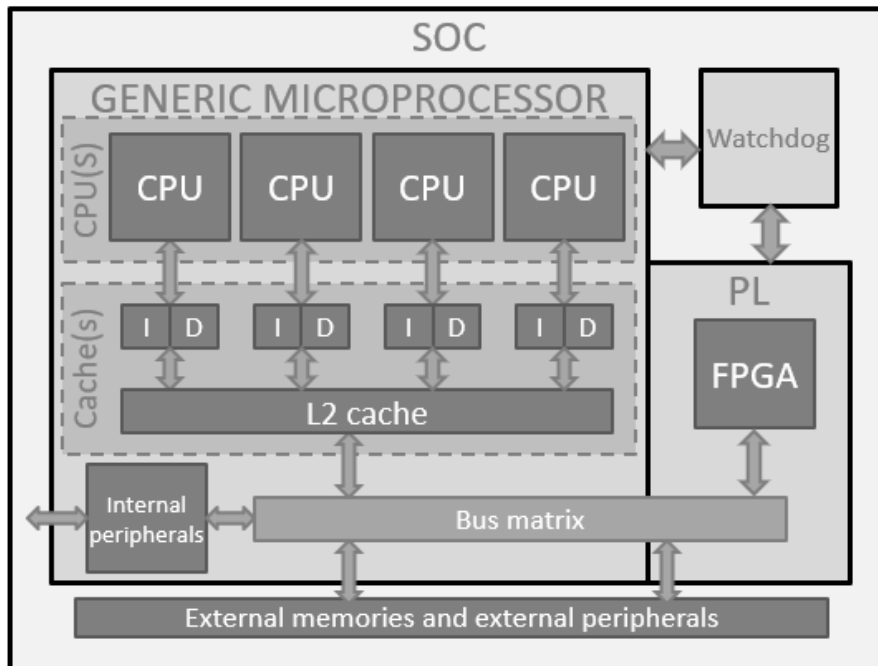 SOC
GENERIC MICROPROCESSOR
Watchdog
CPU(S)
CPU CPU CPU CPU
PL
Cache(s)
I D I D I D I D
FPGA
L2 cache
Internal
peripherals
Bus matrix
External memories and external peripherals